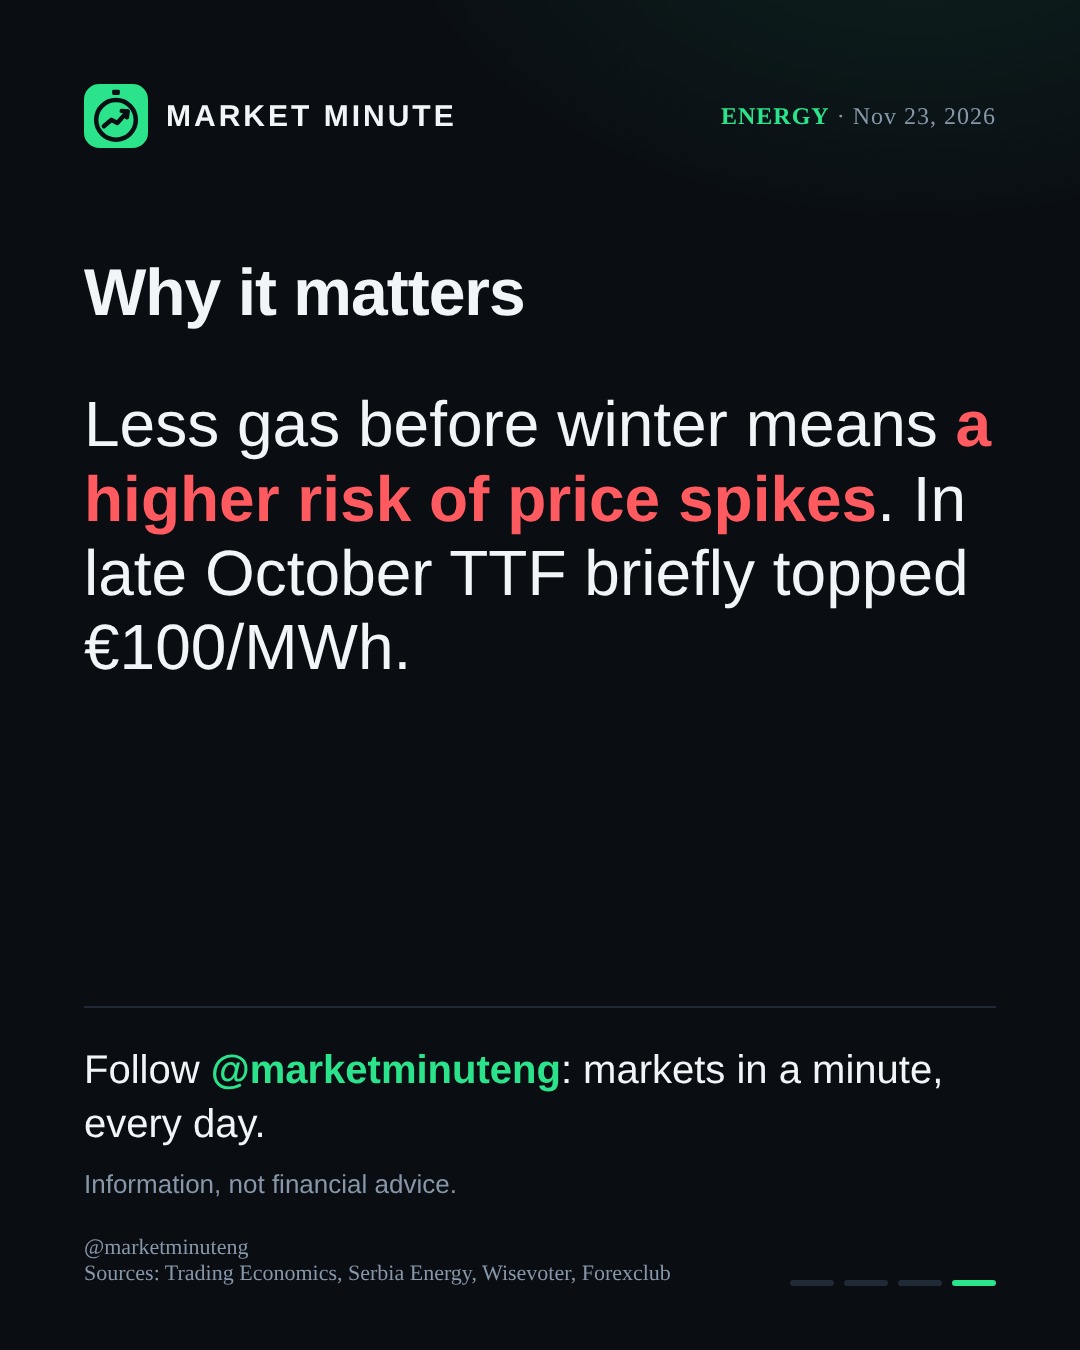 MARKET MINUTE
ENERGY · Nov 23, 2026
Why it matters
Less gas before winter means a
higher risk of price spikes. In
late October TTF briefly topped
€100/MWh.
Follow @marketminuteng: markets in a minute,
every day.
Information, not financial advice.
@marketminuteng
Sources: Trading Economics, Serbia Energy, Wisevoter, Forexclub